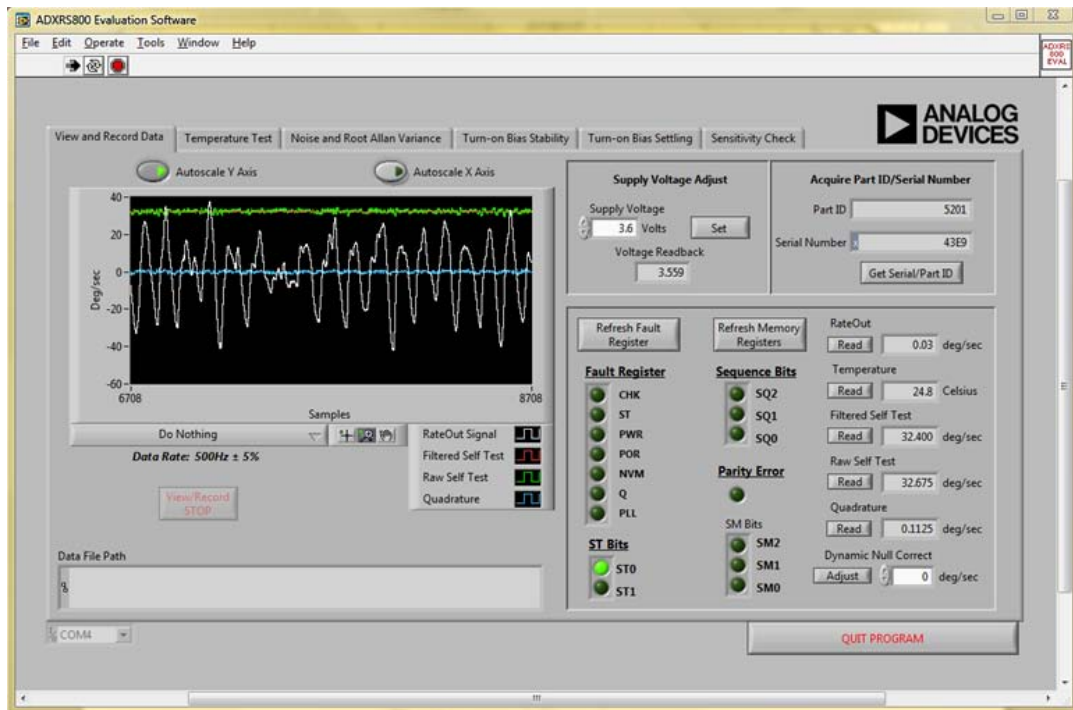 ADXRS800 Evaluation Software
File Edit Operate Tools Window Help
ADXRS
800
EVAL
ANALOG
DEVICES
View and Record Data Temperature Test Noise and Root Allan Variance Turn-on Bias Stability Turn-on Bias Settling Sensitivity Check
Autoscale Y Axis Autoscale X Axis
40
20
0
-20
-40
-60
Deg/sec
6708 8708
Samples
Do Nothing
Data Rate: 500Hz ± 5%
RateOut Signal
Filtered Self Test
Raw Self Test
Quadrature
View/Record
STOP
Data File Path
COM4
Supply Voltage Adjust
Supply Voltage
3.6 Volts Set
Voltage Readback
3.559
Acquire Part ID/Serial Number
Part ID 5201
Serial Number 43E9
Get Serial/Part ID
Refresh Fault
Register
Refresh Memory
Registers
Fault Register
CHK
ST
PWR
POR
NVM
Q
PLL
ST Bits
ST0
ST1
Sequence Bits
SQ2
SQ1
SQ0
Parity Error
SM Bits
SM2
SM1
SM0
RateOut
Read 0.03 deg/sec
Temperature
Read 24.8 Celsius
Filtered Self Test
Read 32.400 deg/sec
Raw Self Test
Read 32.675 deg/sec
Quadrature
Read 0.1125 deg/sec
Dynamic Null Correct
Adjust 0 deg/sec
QUIT PROGRAM